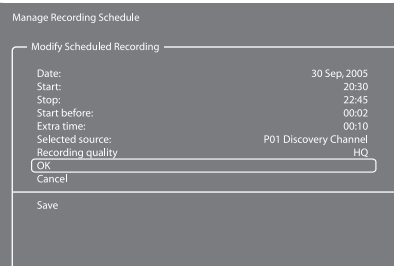 Manage Recording Schedule
Modify Scheduled Recording
Date: 30 Sep, 2005
Start: 20:30
Stop: 22:45
Start before: 00:02
Extra time: 00:10
Selected source: P01 Discovery Channel
Recording quality HQ
OK
Cancel
Save